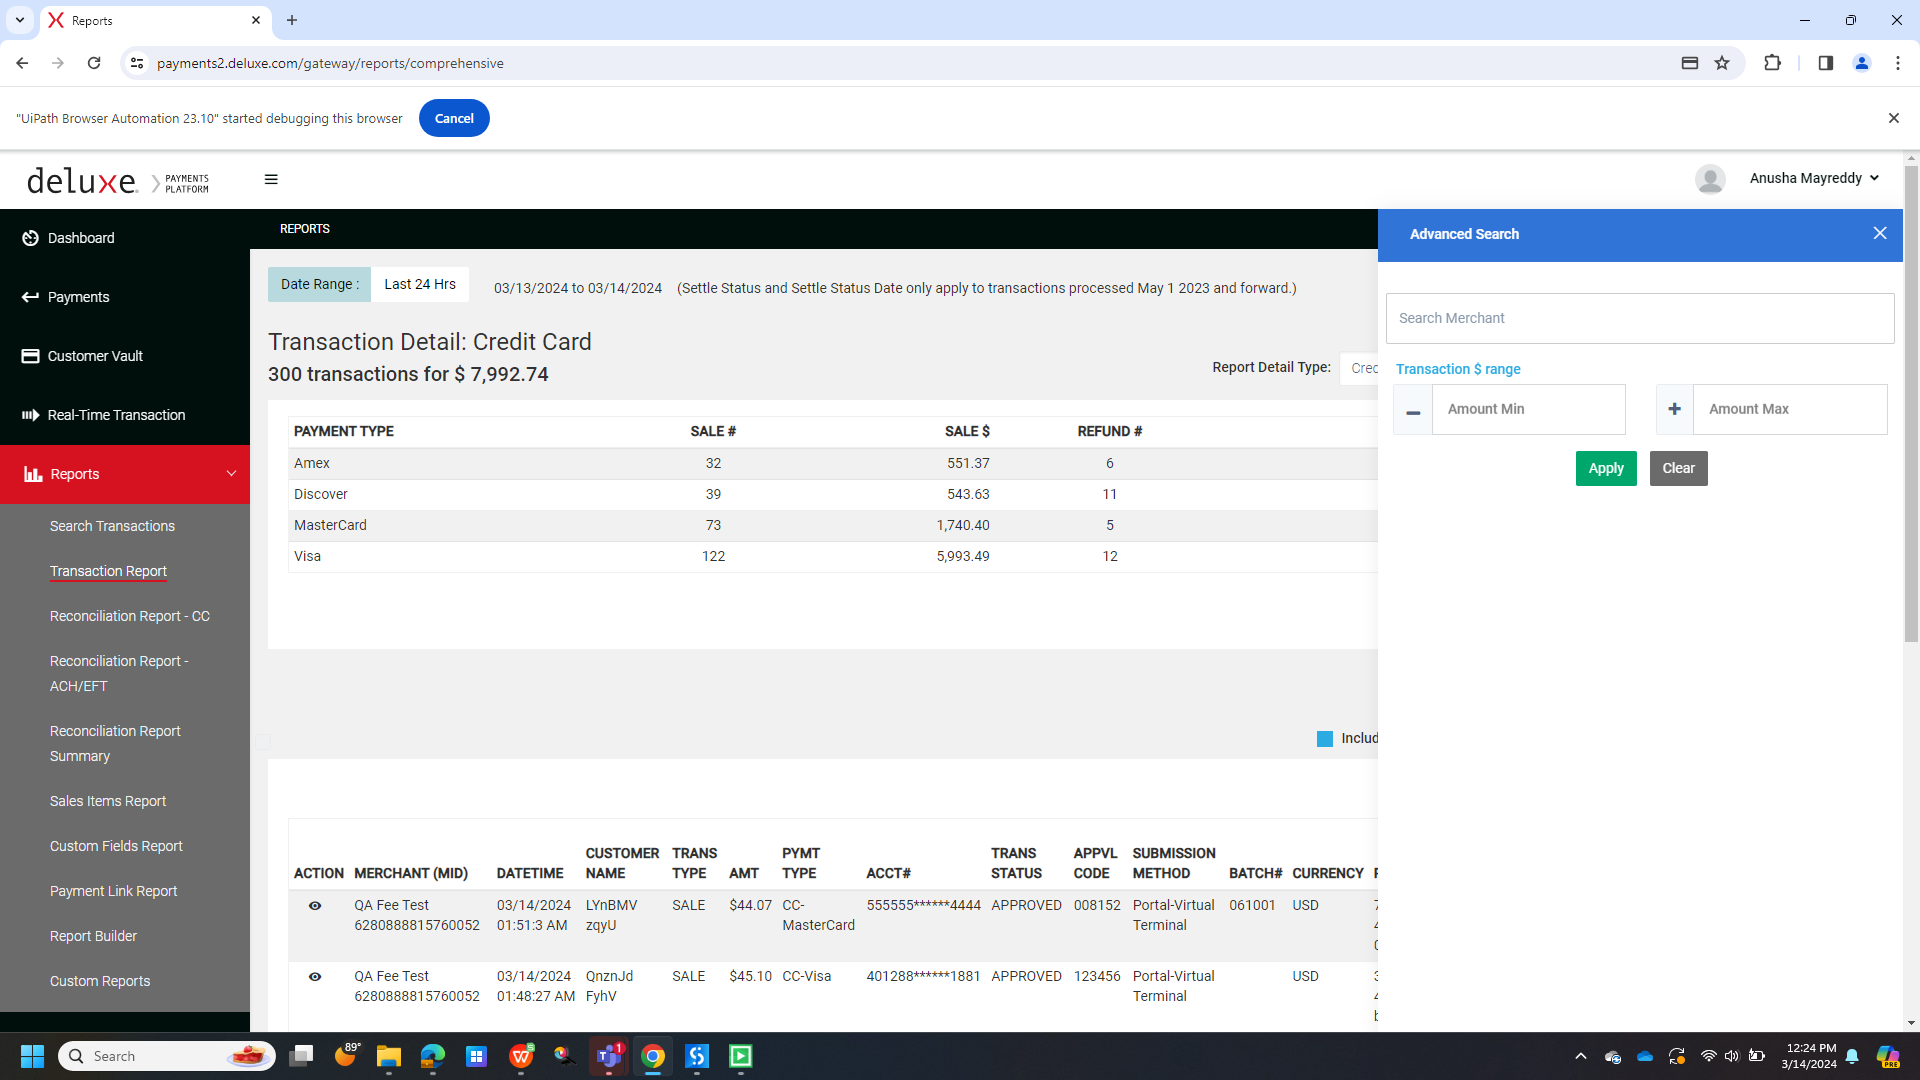 Reports
payments2.deluxe.com/gateway/reports/comprehensive
"UiPath Browser Automation 23.10" started debugging this browser
Cancel
deluxe.
PAYMENTS
PLATFORM
Anusha Mayreddy
Dashboard
Payments
Customer Vault
Real-Time Transaction
Reports
Search Transactions
Transaction Report
Reconciliation Report - CC
Reconciliation Report -
ACH/EFT
Reconciliation Report
Summary
Sales Items Report
Custom Fields Report
Payment Link Report
Report Builder
Custom Reports
REPORTS
Date Range : Last 24 Hrs 03/13/2024 to 03/14/2024 (Settle Status and Settle Status Date only apply to transactions processed May 1 2023 and forward.)
Transaction Detail: Credit Card
300 transactions for $ 7,992.74
Report Detail Type: Cred
PAYMENT TYPE SALE # SALE $ REFUND #
Amex 32 551.37 6
Discover 39 543.63 11
MasterCard 73 1,740.40 5
Visa 122 5,993.49 12
Includ
ACTION MERCHANT (MID) DATETIME CUSTOMER NAME TRANS TYPE AMT PYMT TYPE ACCT# TRANS STATUS APPVL CODE SUBMISSION METHOD BATCH# CURRENCY
QA Fee Test 03/14/2024 LYnBMV SALE $44.07 CC- 555555******4444 APPROVED 008152 Portal-Virtual 061001 USD
6280888815760052 01:51:3 AM zqyU MasterCard Terminal
QA Fee Test 03/14/2024 QnznJd SALE $45.10 CC-Visa 401288******1881 APPROVED 123456 Portal-Virtual USD
6280888815760052 01:48:27 AM FyhV Terminal
Advanced Search
Search Merchant
Transaction $ range
Amount Min
Amount Max
Apply
Clear
Search
89°
1
12:24 PM
3/14/2024
PRE